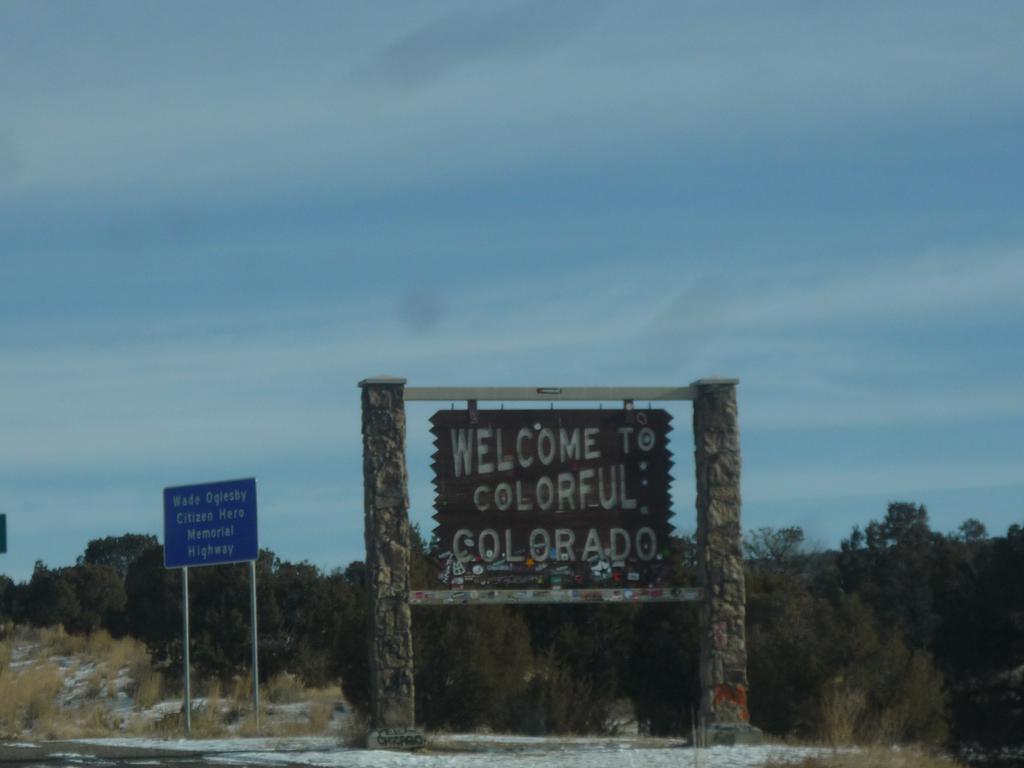 Wade Oglesby
Citizen Hero
Memorial
Highway
WELCOME TO
COLORFUL
COLORADO